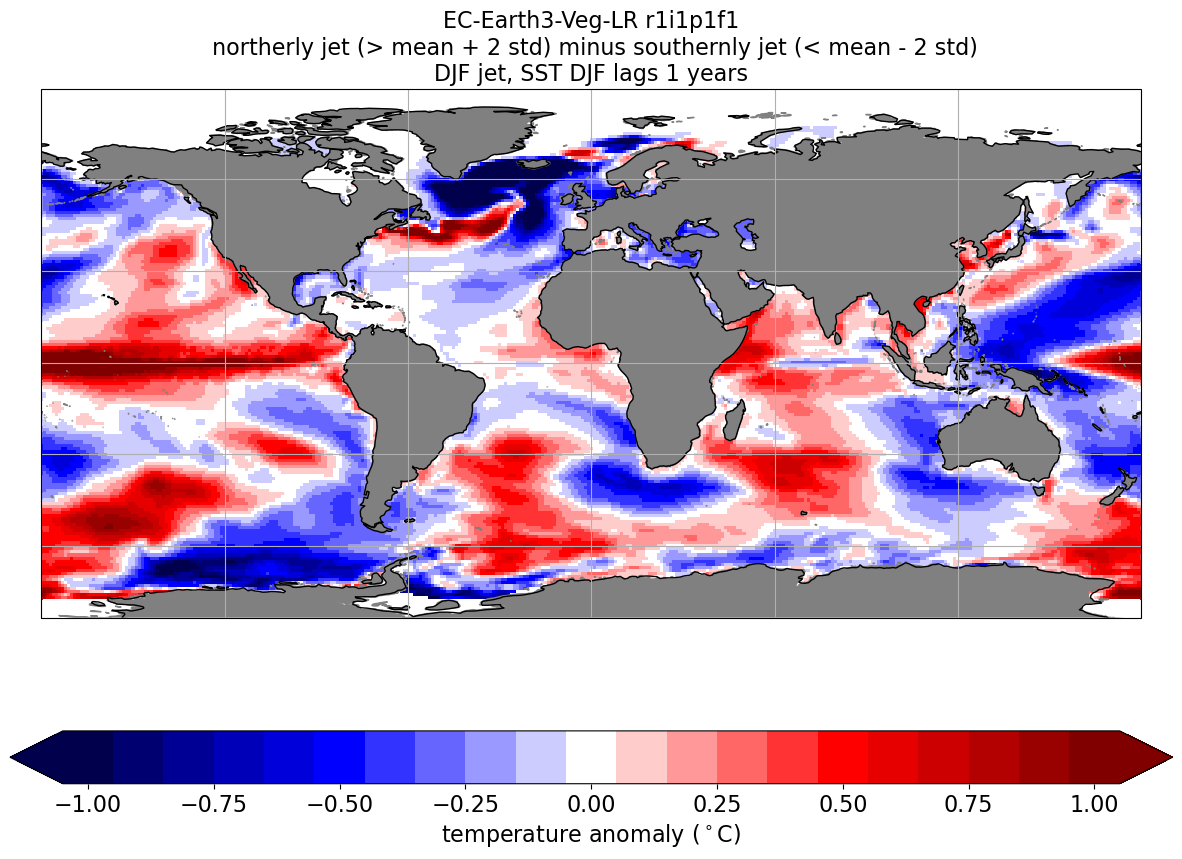 EC-Earth3-Veg-LR r1i1p1f1
northerly jet (> mean + 2 std) minus southernly jet (< mean - 2 std)
DJF jet, SST DJF lags 1 years
−1.00 −0.75 −0.50 −0.25 0.00 0.25 0.50 0.75 1.00
temperature anomaly (°C)